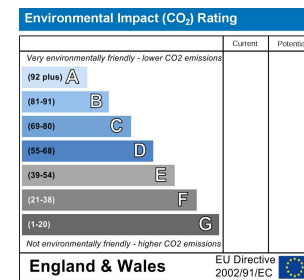 Environmental Impact (CO₂) Rating
Current Potentia
Very environmentally friendly - lower CO2 emissions
(92 plus) A
(81-91) B
(69-80) C
(55-68) D
(39-54) E
(21-38) F
(1-20) G
Not environmentally friendly - higher CO2 emissions
England & Wales
EU Directive
2002/91/EC